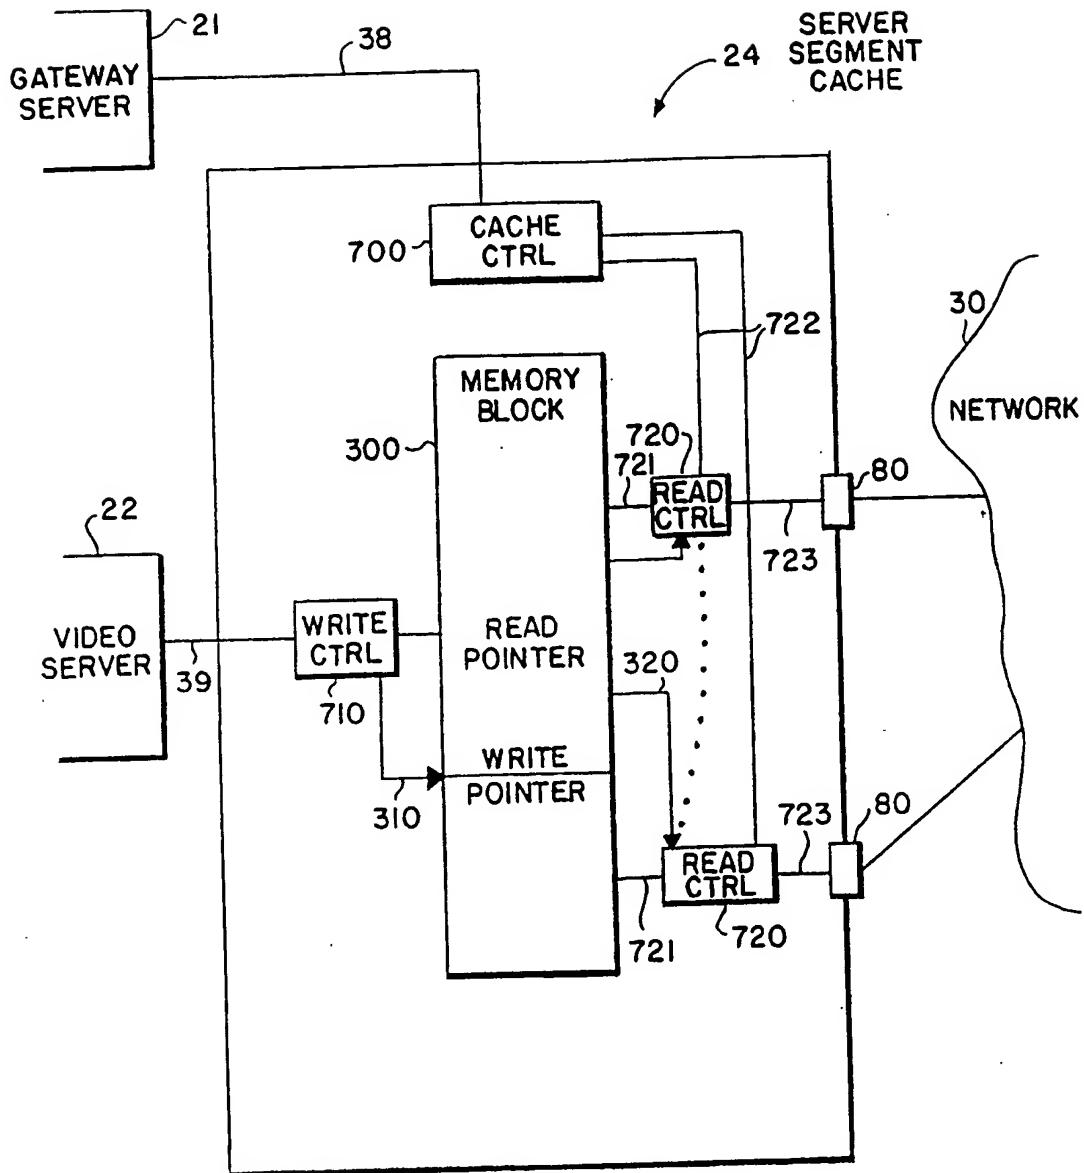 21
GATEWAY
SERVER
38
24
SERVER
SEGMENT
CACHE
700
CACHE
CTRL
722
30
NETWORK
MEMORY
BLOCK
300
720
721
READ
CTRL
80
723
22
VIDEO
SERVER
39
WRITE
CTRL
710
READ
POINTER
320
WRITE
POINTER
310
723
80
READ
CTRL
721
720